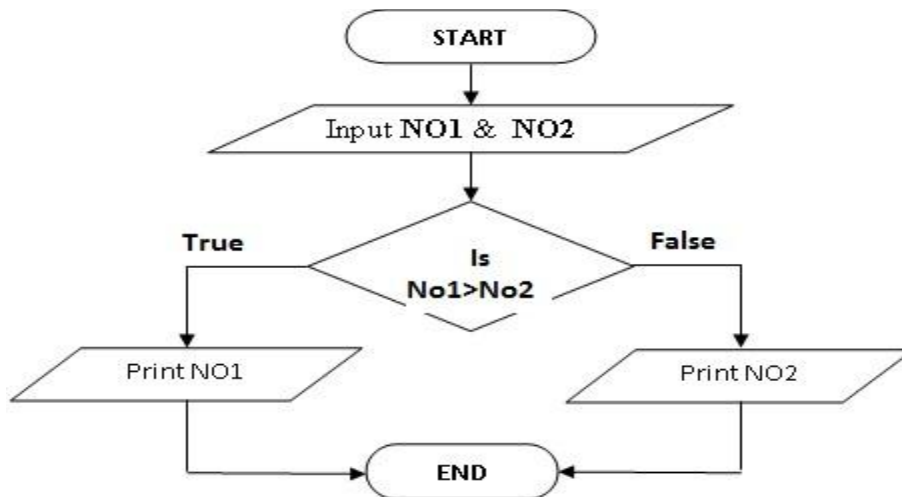 START
Input NO1 & NO2
True
False
Is
No1>No2
Print NO1
Print NO2
END